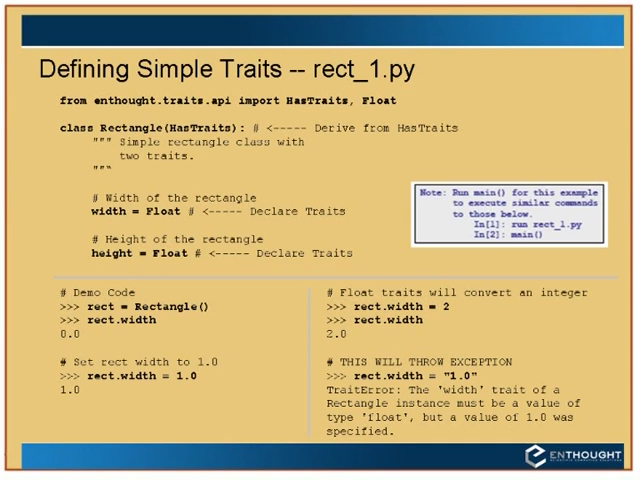 Defining Simple Traits -- rect_1.py
from enthought.traits.api import HasTraits, Float
class Rectangle(HasTraits): # <----- Derive from HasTraits
""" Simple rectangle class with
two traits.
"""
# Width of the rectangle
width = Float # <----- Declare Traits
# Height of the rectangle
height = Float # <----- Declare Traits
Note: Run main() for this example
to execute similar commands
to those below.
In[1]: run rect_1.py
In[2]: main()
# Demo Code
>>> rect = Rectangle()
>>> rect.width
0.0
# Set rect width to 1.0
>>> rect.width = 1.0
1.0
# Float traits will convert an integer
>>> rect.width = 2
>>> rect.width
2.0
# THIS WILL THROW EXCEPTION
>>> rect.width = "1.0"
TraitError: The 'width' trait of a
Rectangle instance must be a value of
type 'float', but a value of 1.0 was
specified.
ENTHOUGHT